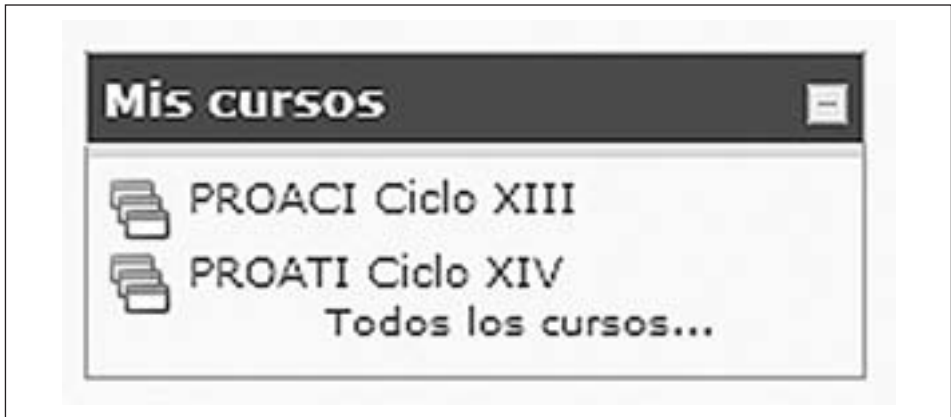 Mis cursos
PROACI Ciclo XIII
PROATI Ciclo XIV
Todos los cursos...